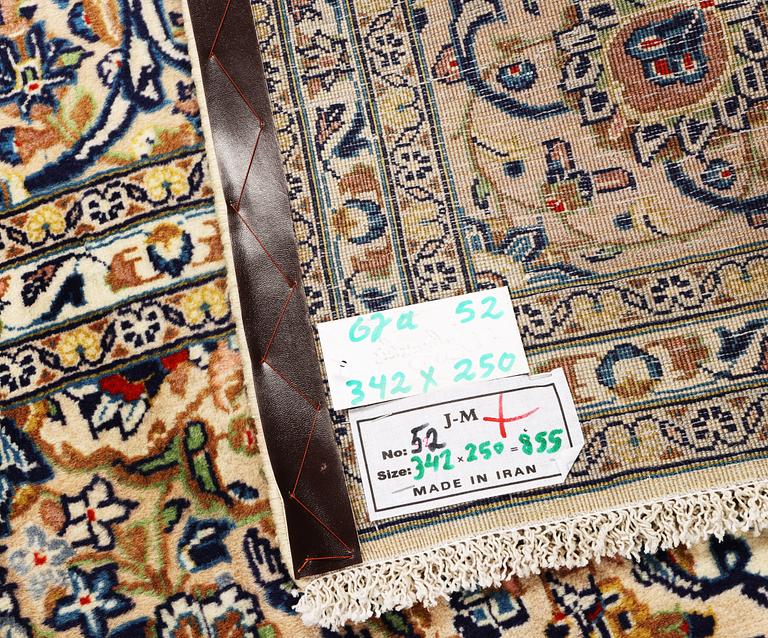 67a 52
342 x 250
J-M
No: 52
Size: 342 x 250 = 855
MADE IN IRAN